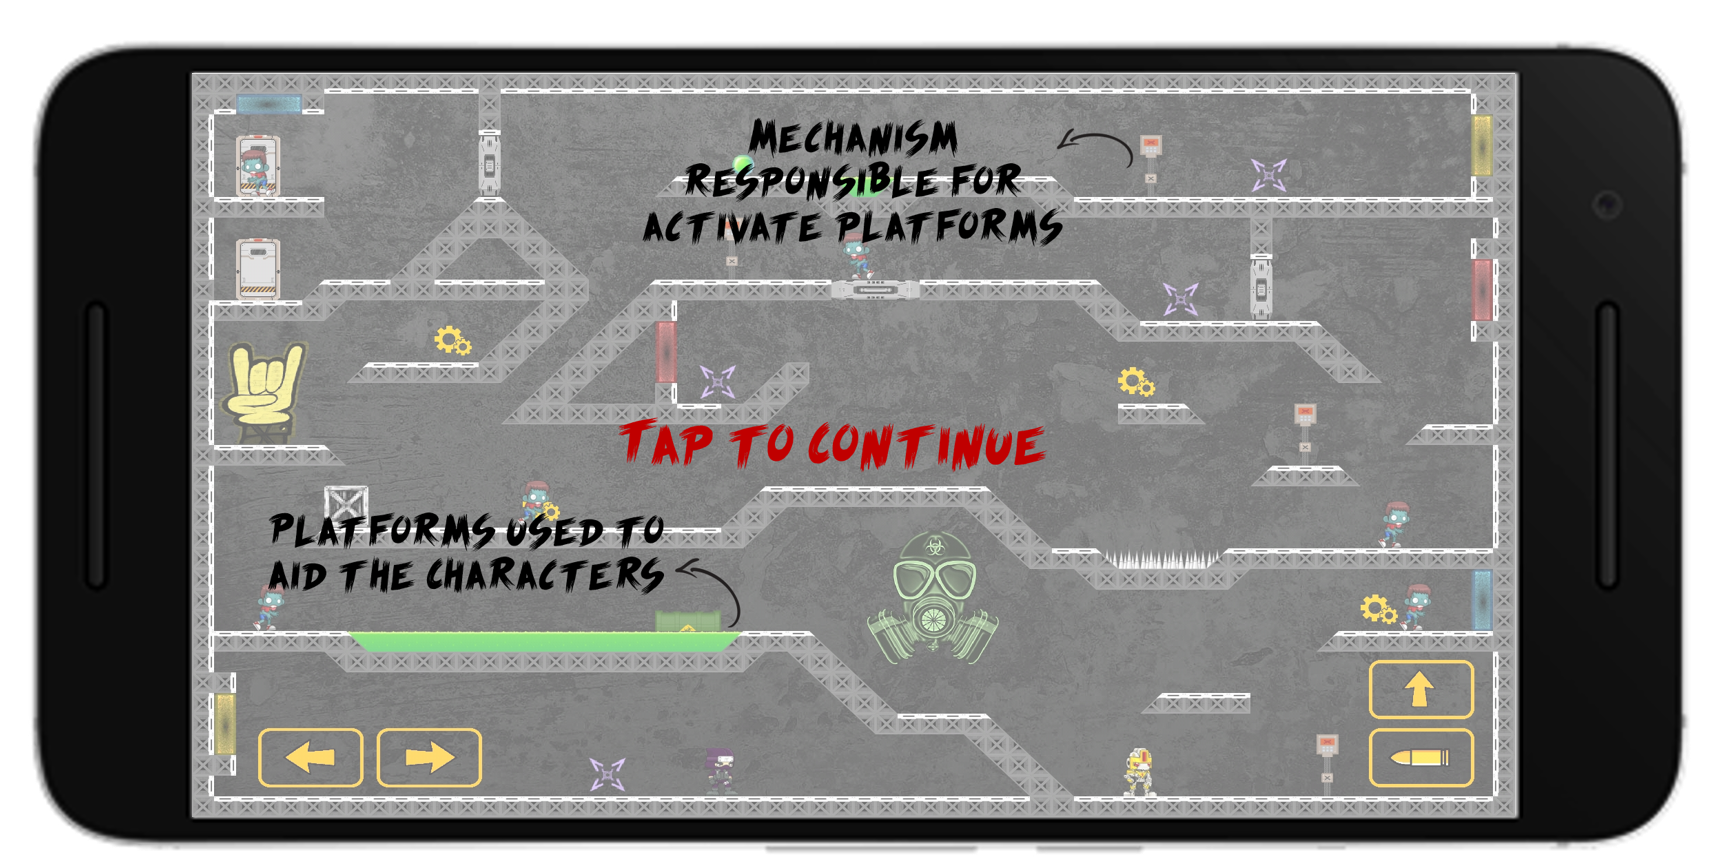 MECHANISM
RESPONSIBLE FOR
ACTIVATE PLATFORMS
TAP TO CONTINUE
PLATFORMS USED TO
AID THE CHARACTERS